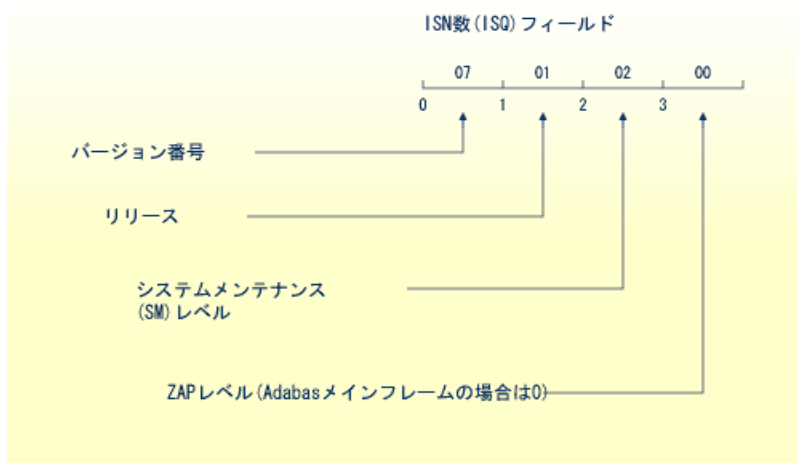 ISN数(ISQ)フィールド
07 01 02 00
0 1 2 3
バージョン番号
リリース
システムメンテナンス
(SM)レベル
ZAPレベル(Adabasメインフレームの場合は0)